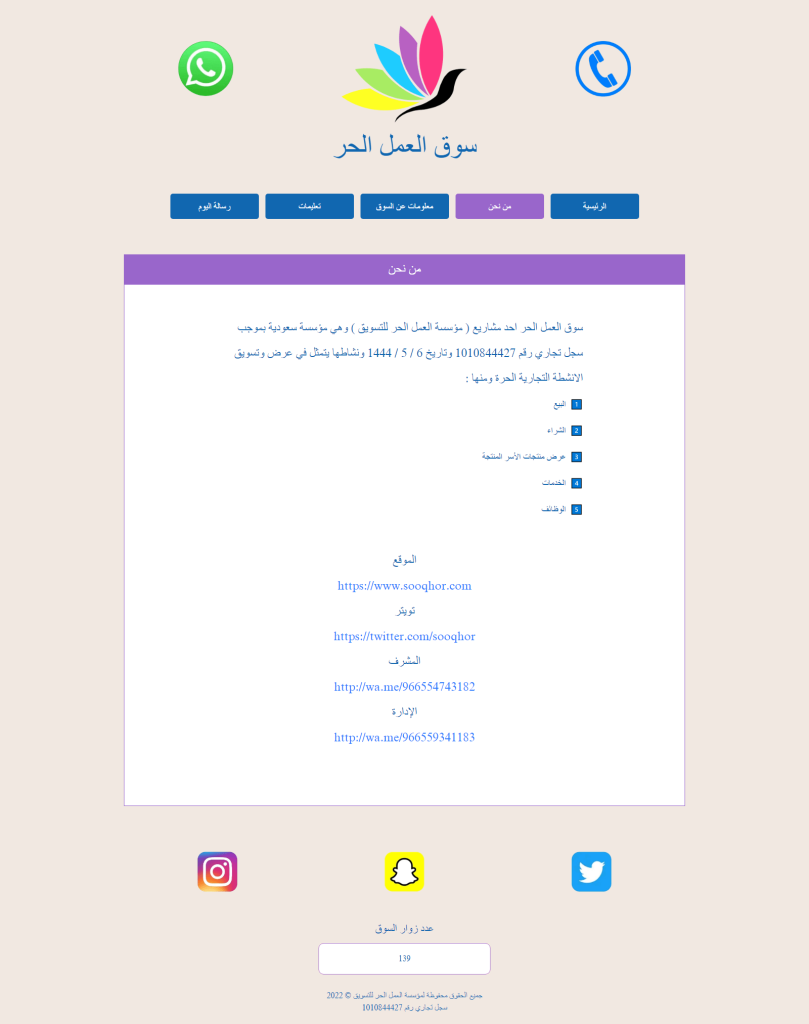 سوق العمل الحر
الرئيسية
من نحن
معلومات عن السوق
تعليمات
رسالة اليوم
من نحن
سوق العمل الحر احد مشاريع ( مؤسسة العمل الحر للتسويق ) وهي مؤسسة سعودية بموجب
سجل تجاري رقم 1010844427 وتاريخ 6 / 5 / 1444 ونشاطها يتمثل في عرض وتسويق
الانشطة التجارية الحرة ومنها :
1 البيع
2 الشراء
3 عرض منتجات الأسر المنتجة
4 الخدمات
5 الوظائف
الموقع
https://www.sooqhor.com
تويتر
https://twitter.com/sooqhor
المشرف
http://wa.me/966554743182
الإدارة
http://wa.me/966559341183
عدد زوار السوق
139
جميع الحقوق محفوظة لمؤسسة العمل الحر للتسويق © 2022
سجل تجاري رقم 1010844427